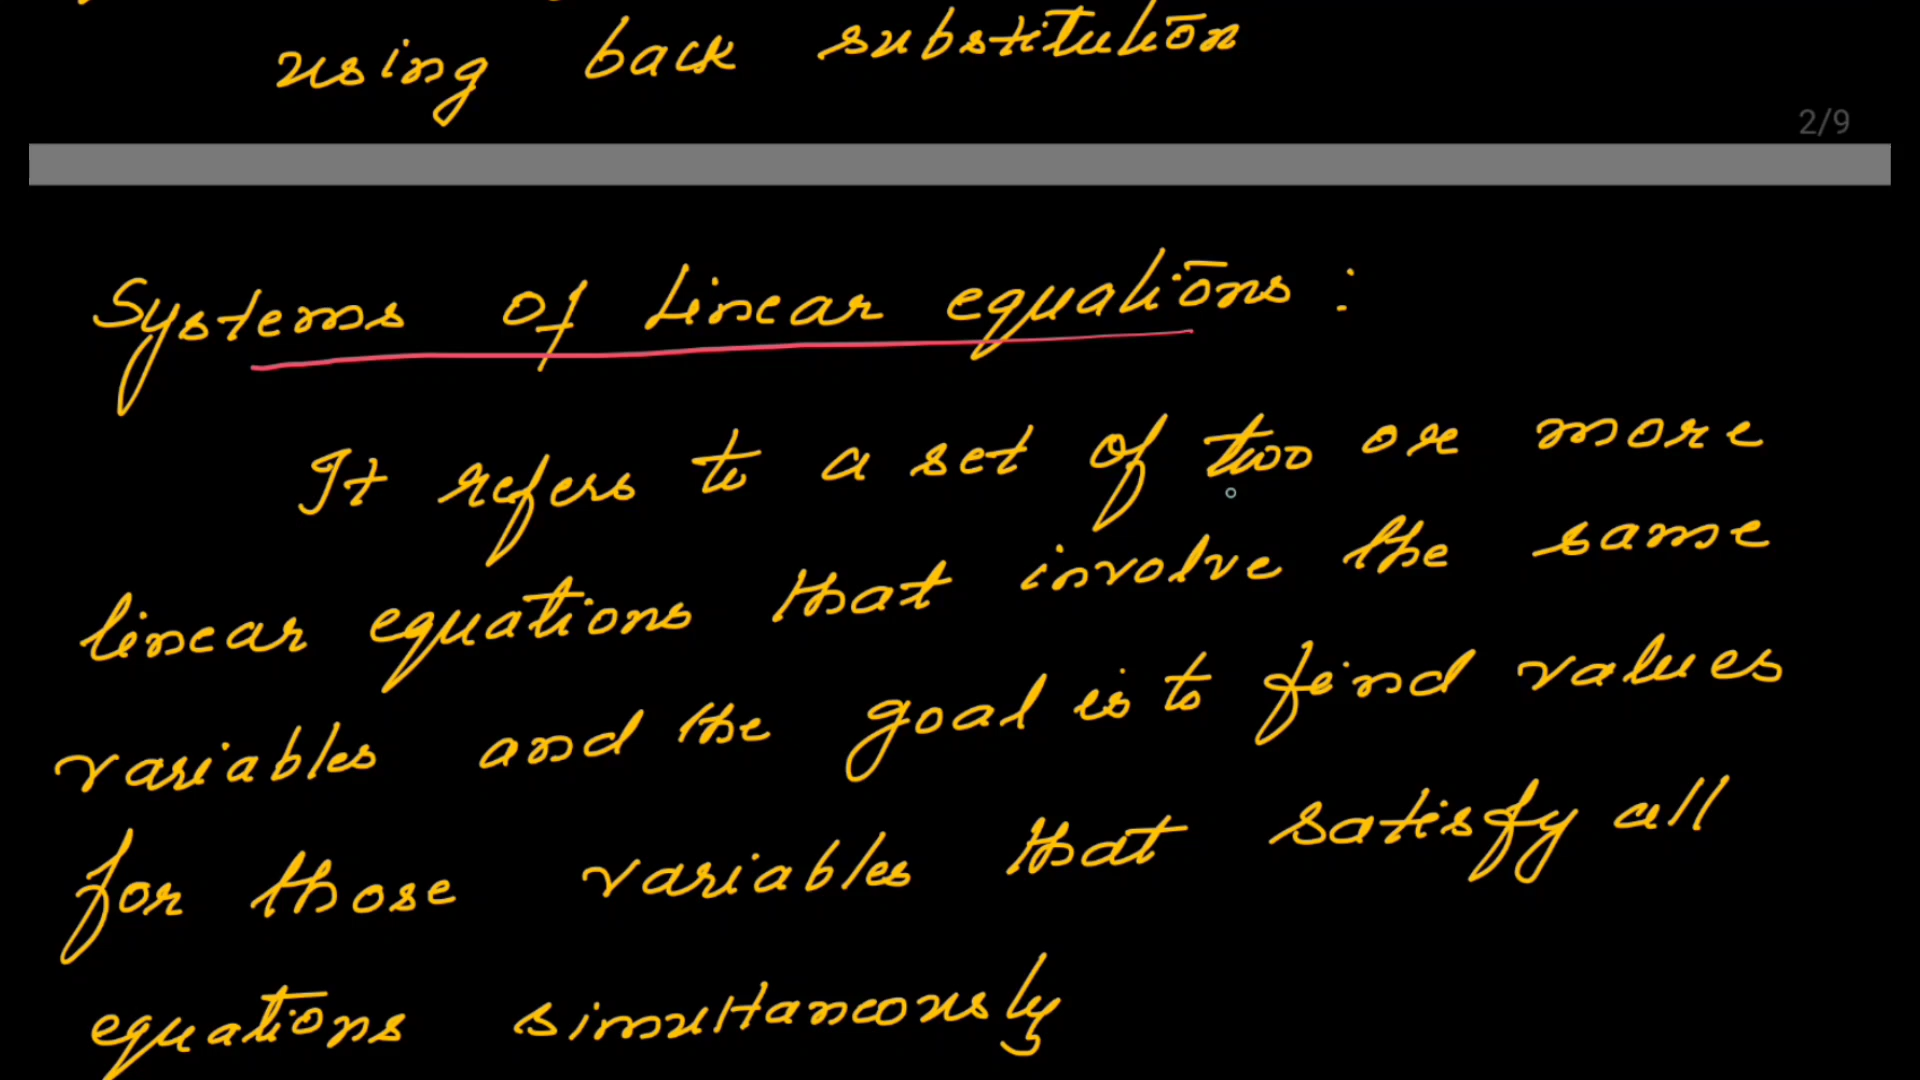 using back substitution
2/9
Systems of Linear equations :
It refers to a set of two or more
linear equations that involve the same
variables and the goal is to find values
for those variables that satisfy all
equations simultaneously